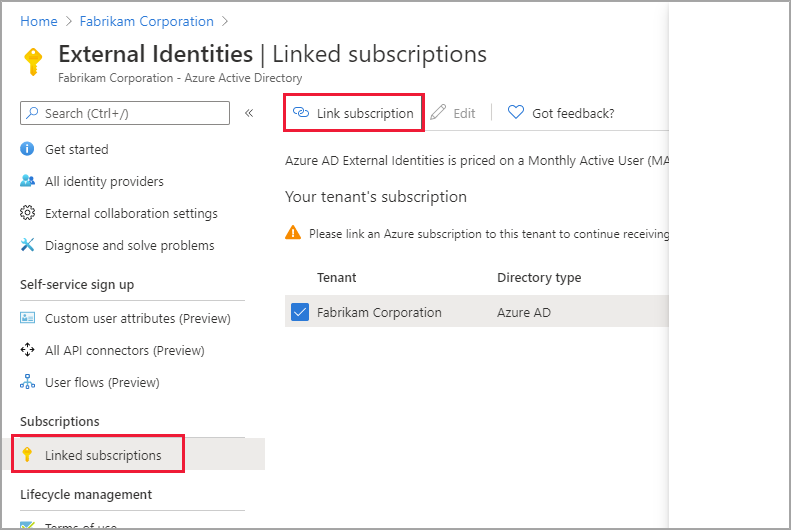 Home > Fabrikam Corporation >
External Identities | Linked subscriptions
Fabrikam Corporation - Azure Active Directory
Search (Ctrl+/)
«
Get started
All identity providers
External collaboration settings
Diagnose and solve problems
Self-service sign up
Custom user attributes (Preview)
All API connectors (Preview)
User flows (Preview)
Subscriptions
Linked subscriptions
Lifecycle management
Terms of use
Link subscription
Edit
Got feedback?
Azure AD External Identities is priced on a Monthly Active User (MA
Your tenant's subscription
Please link an Azure subscription to this tenant to continue receiving
Tenant Directory type
Fabrikam Corporation Azure AD